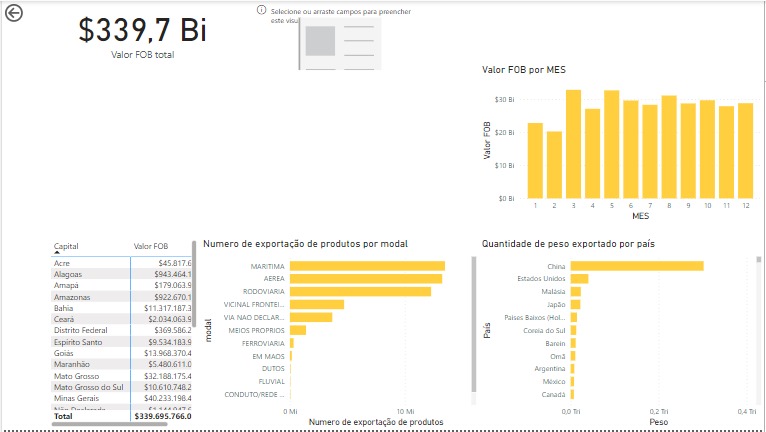 $339,7 Bi
Valor FOB total
Selecione ou arraste campos para preencher
este visu
Valor FOB por MES
Valor FOB
$30 Bi
$20 Bi
$10 Bi
$0 Bi
1 2 3 4 5 6 7 8 9 10 11 12
MES
Capital Valor FOB
Acre $45.817.6
Alagoas $943.464.1
Amapá $179.063.9
Amazonas $922.670.1
Bahia $11.317.187.3
Ceará $2.034.063.9
Distrito Federal $369.586.2
Espírito Santo $9.534.183.9
Goiás $13.968.370.4
Maranhão $5.480.611.0
Mato Grosso $32.188.175.4
Mato Grosso do Sul $10.610.748.2
Minas Gerais $40.233.198.4
Não Declarada
Total $339.695.766.0
Numero de exportação de produtos por modal
modal
MARITIMA
AEREA
RODOVIARIA
VICINAL FRONTEI...
VIA NAO DECLAR...
MEIOS PROPRIOS
FERROVIARIA
EM MAOS
DUTOS
FLUVIAL
CONDUTO/REDE ...
0 Mi 10 Mi
Numero de exportação de produtos
Quantidade de peso exportado por país
País
China
Estados Unidos
Malásia
Japão
Países Baixos (Hol...
Coreia do Sul
Barein
Omã
Argentina
México
Canadá
0,0 Tri 0,2 Tri 0,4 Tri
Peso